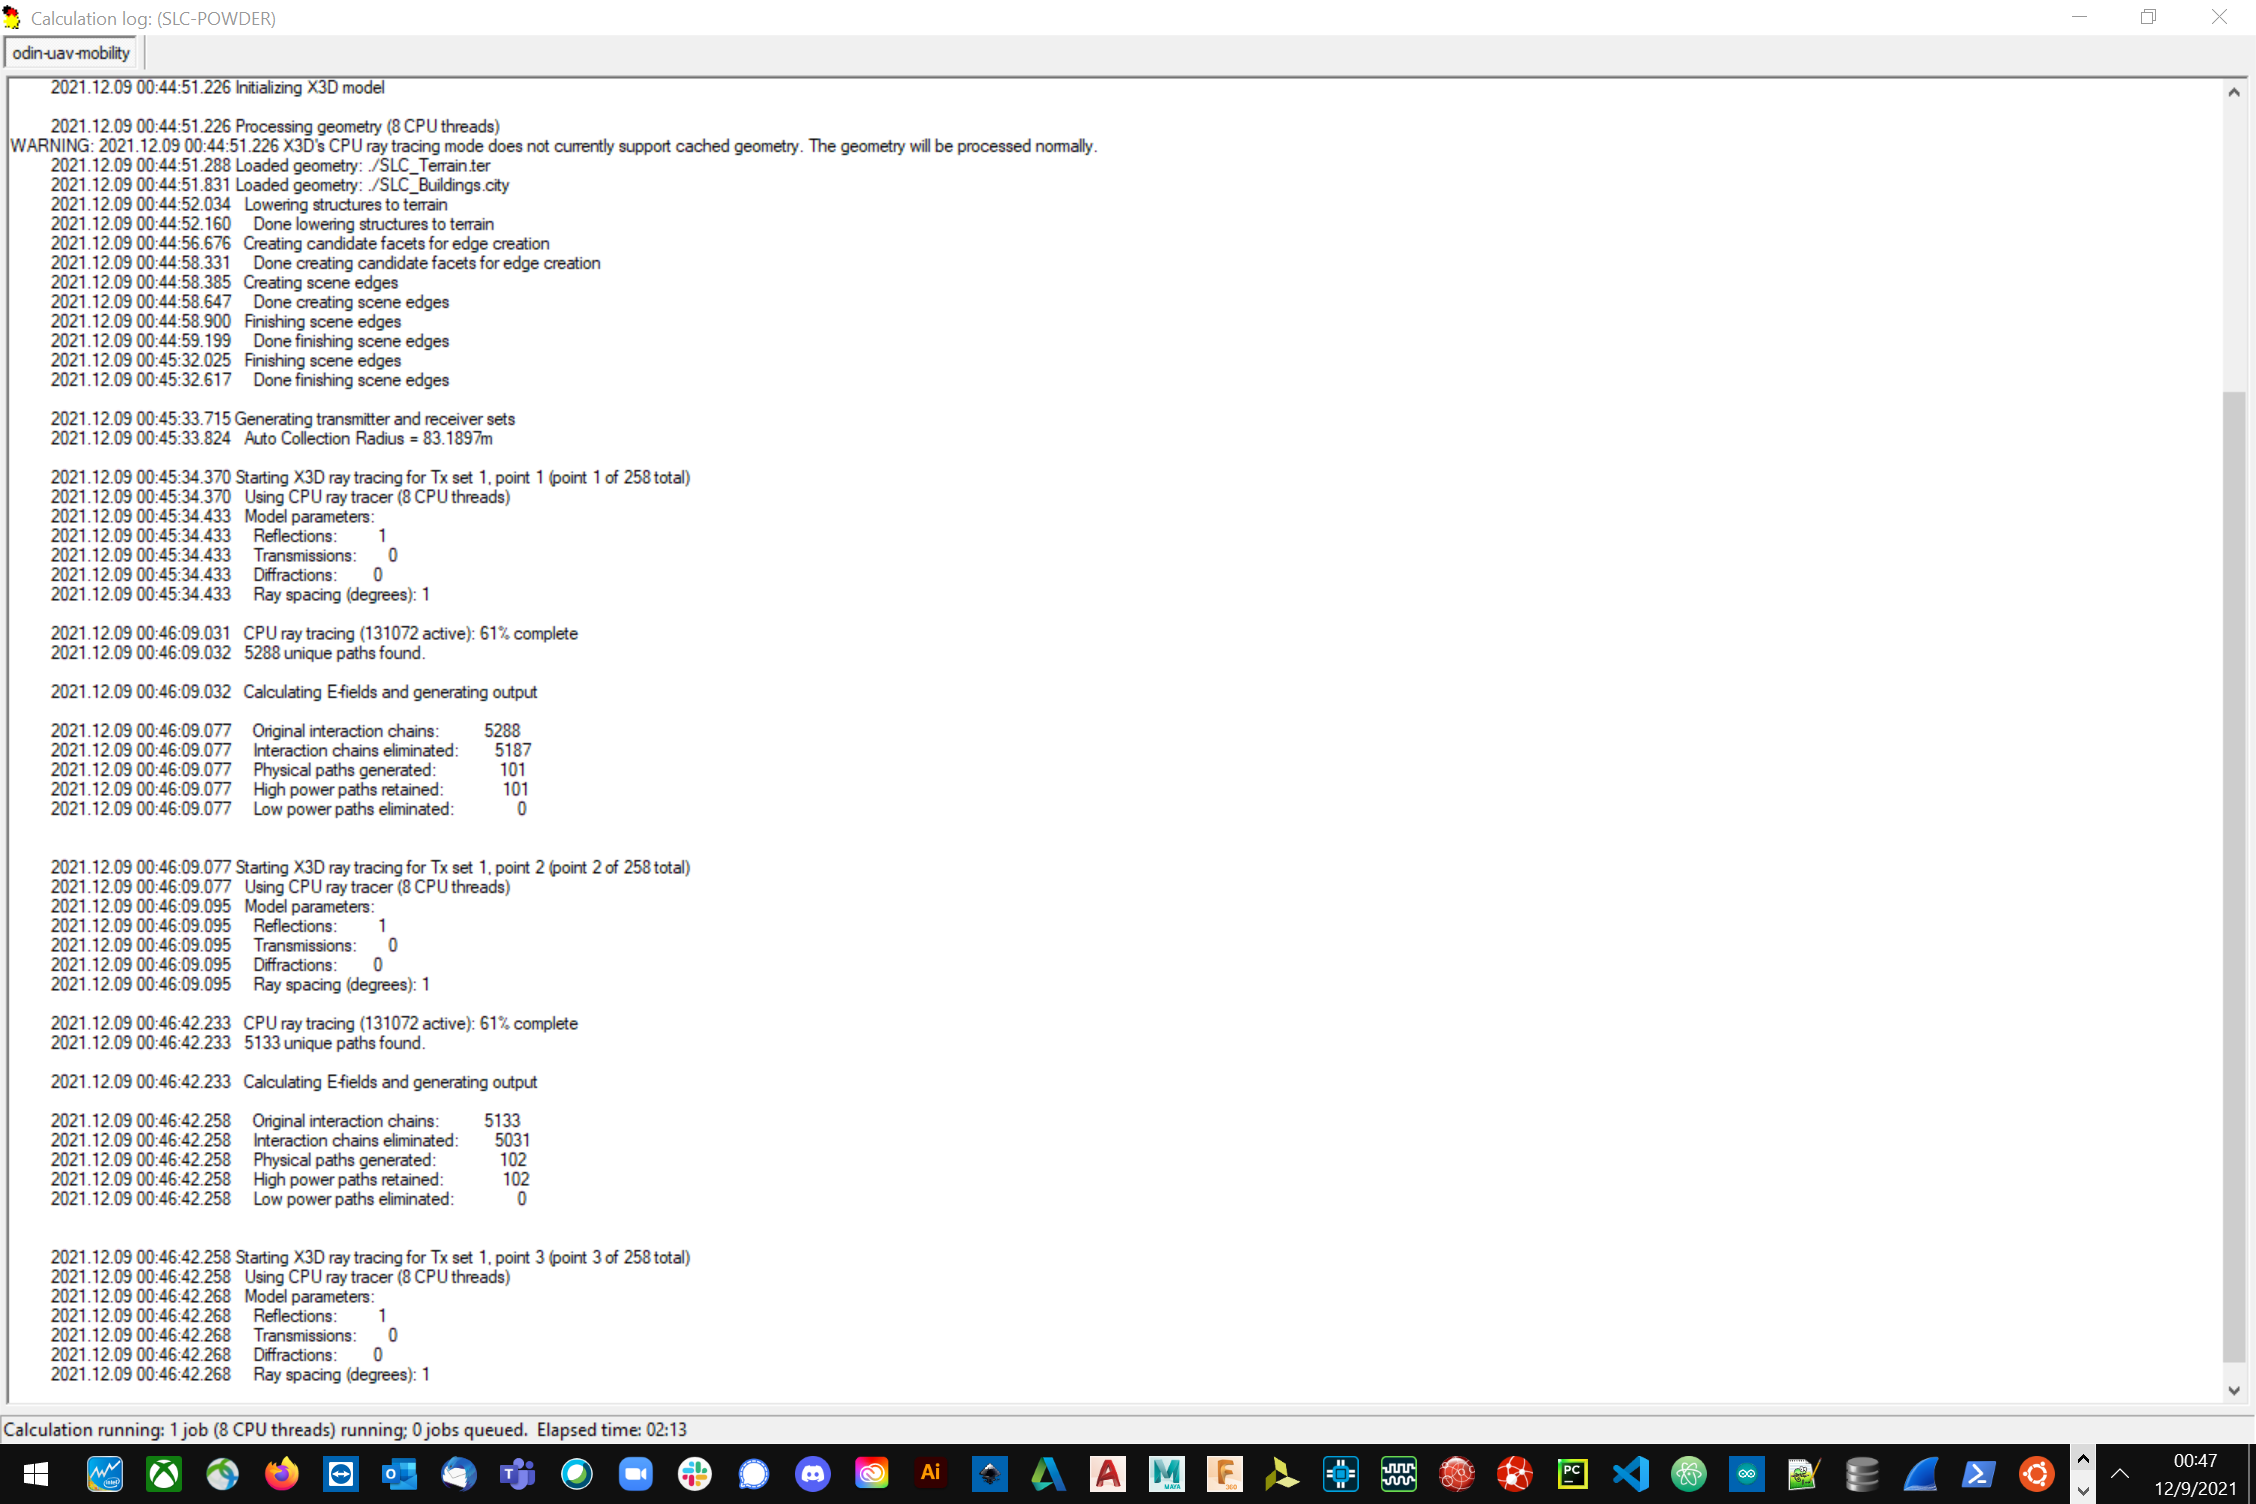 Calculation log: (SLC-POWDER)
odin-uav-mobility
2021.12.09 00:44:51.226 Initializing X3D model
2021.12.09 00:44:51.226 Processing geometry (8 CPU threads)
WARNING: 2021.12.09 00:44:51.226 X3D's CPU ray tracing mode does not currently support cached geometry. The geometry will be processed normally.
2021.12.09 00:44:51.288 Loaded geometry: ./SLC_Terrain.ter
2021.12.09 00:44:51.831 Loaded geometry: ./SLC_Buildings.city
2021.12.09 00:44:52.034 Lowering structures to terrain
2021.12.09 00:44:52.160 Done lowering structures to terrain
2021.12.09 00:44:56.676 Creating candidate facets for edge creation
2021.12.09 00:44:58.331 Done creating candidate facets for edge creation
2021.12.09 00:44:58.385 Creating scene edges
2021.12.09 00:44:58.647 Done creating scene edges
2021.12.09 00:44:58.900 Finishing scene edges
2021.12.09 00:44:59.199 Done finishing scene edges
2021.12.09 00:45:32.025 Finishing scene edges
2021.12.09 00:45:32.617 Done finishing scene edges
2021.12.09 00:45:33.715 Generating transmitter and receiver sets
2021.12.09 00:45:33.824 Auto Collection Radius = 83.1897m
2021.12.09 00:45:34.370 Starting X3D ray tracing for Tx set 1, point 1 (point 1 of 258 total)
2021.12.09 00:45:34.370 Using CPU ray tracer (8 CPU threads)
2021.12.09 00:45:34.433 Model parameters:
2021.12.09 00:45:34.433 Reflections: 1
2021.12.09 00:45:34.433 Transmissions: 0
2021.12.09 00:45:34.433 Diffractions: 0
2021.12.09 00:45:34.433 Ray spacing (degrees): 1
2021.12.09 00:46:09.031 CPU ray tracing (131072 active): 61% complete
2021.12.09 00:46:09.032 5288 unique paths found.
2021.12.09 00:46:09.032 Calculating E-fields and generating output
2021.12.09 00:46:09.077 Original interaction chains: 5288
2021.12.09 00:46:09.077 Interaction chains eliminated: 5187
2021.12.09 00:46:09.077 Physical paths generated: 101
2021.12.09 00:46:09.077 High power paths retained: 101
2021.12.09 00:46:09.077 Low power paths eliminated: 0
2021.12.09 00:46:09.077 Starting X3D ray tracing for Tx set 1, point 2 (point 2 of 258 total)
2021.12.09 00:46:09.077 Using CPU ray tracer (8 CPU threads)
2021.12.09 00:46:09.095 Model parameters:
2021.12.09 00:46:09.095 Reflections: 1
2021.12.09 00:46:09.095 Transmissions: 0
2021.12.09 00:46:09.095 Diffractions: 0
2021.12.09 00:46:09.095 Ray spacing (degrees): 1
2021.12.09 00:46:42.233 CPU ray tracing (131072 active): 61% complete
2021.12.09 00:46:42.233 5133 unique paths found.
2021.12.09 00:46:42.233 Calculating E-fields and generating output
2021.12.09 00:46:42.258 Original interaction chains: 5133
2021.12.09 00:46:42.258 Interaction chains eliminated: 5031
2021.12.09 00:46:42.258 Physical paths generated: 102
2021.12.09 00:46:42.258 High power paths retained: 102
2021.12.09 00:46:42.258 Low power paths eliminated: 0
2021.12.09 00:46:42.258 Starting X3D ray tracing for Tx set 1, point 3 (point 3 of 258 total)
2021.12.09 00:46:42.258 Using CPU ray tracer (8 CPU threads)
2021.12.09 00:46:42.268 Model parameters:
2021.12.09 00:46:42.268 Reflections: 1
2021.12.09 00:46:42.268 Transmissions: 0
2021.12.09 00:46:42.268 Diffractions: 0
2021.12.09 00:46:42.268 Ray spacing (degrees): 1
Calculation running: 1 job (8 CPU threads) running; 0 jobs queued. Elapsed time: 02:13
Ai
MAYA
PC
00:47
12/9/2021